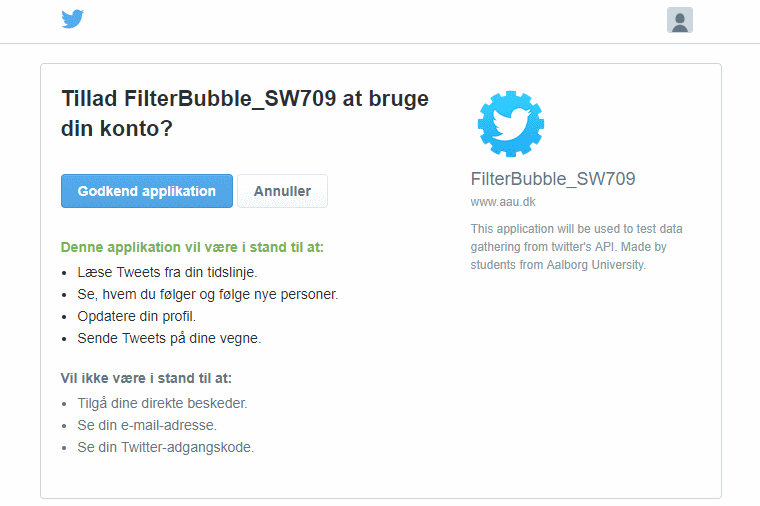 Tillad FilterBubble_SW709 at bruge
din konto?
Godkend applikation
Annuller
Denne applikation vil være i stand til at:
Læse Tweets fra din tidslinje.
Se, hvem du følger og følge nye personer.
Opdatere din profil.
Sende Tweets på dine vegne.
Vil ikke være i stand til at:
Tilgå dine direkte beskeder.
Se din e-mail-adresse.
Se din Twitter-adgangskode.
FilterBubble_SW709
www.aau.dk
This application will be used to test data
gathering from twitter's API. Made by
students from Aalborg University.